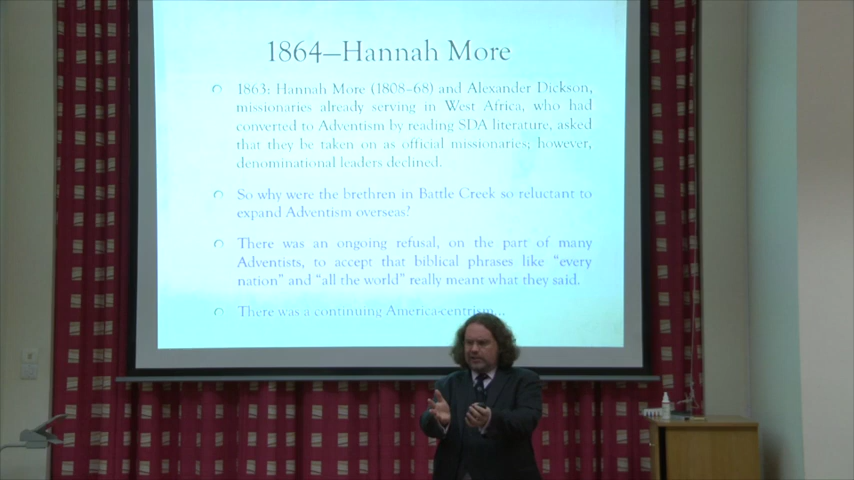 1864–Hannah More
1863: Hannah More (1808–68) and Alexander Dickson,
missionaries already serving in West Africa, who had
converted to Adventism by reading SDA literature, asked
that they be taken on as official missionaries; however,
denominational leaders declined.
So why were the brethren in Battle Creek so reluctant to
expand Adventism overseas?
There was an ongoing refusal, on the part of many
Adventists, to accept that biblical phrases like “every
nation” and “all the world” really meant what they said.
There was a continuing America-centrism...